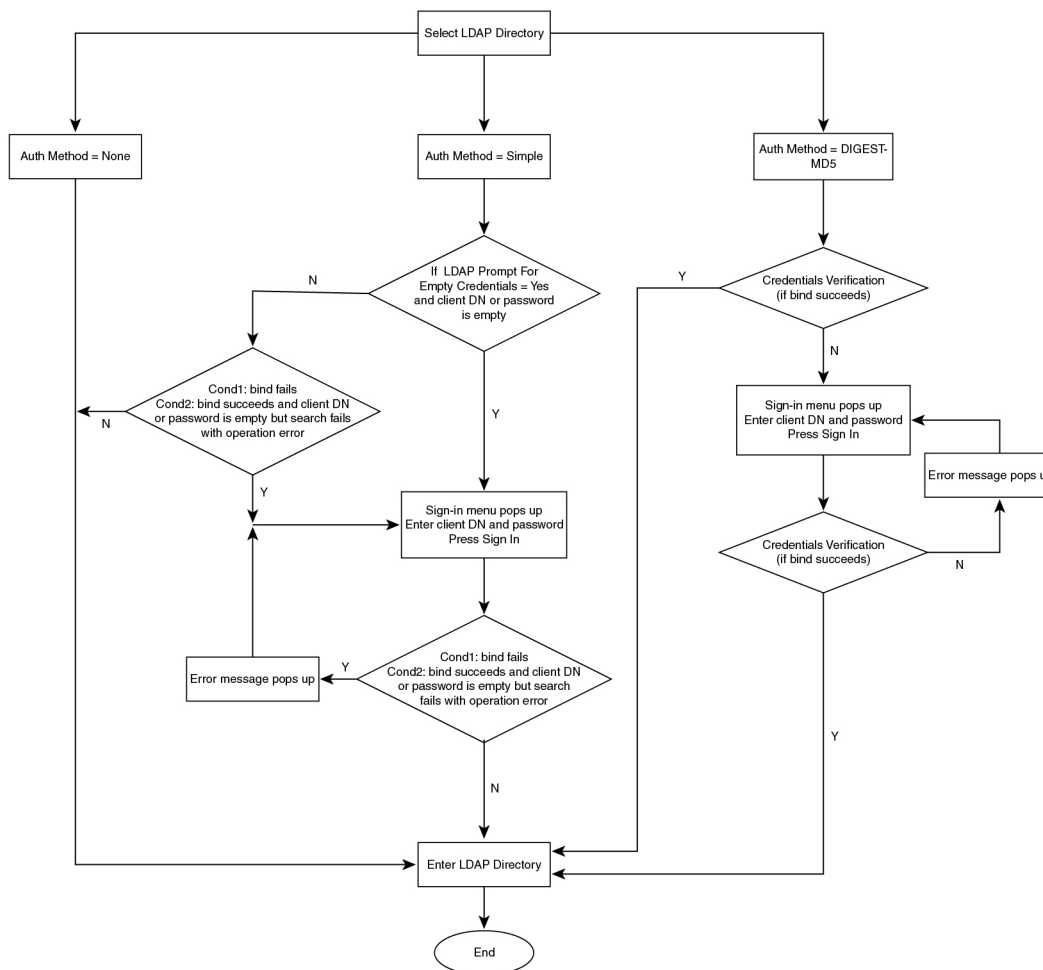 Select LDAP Directory
Auth Method = None
Auth Method = Simple
Auth Method = DIGEST-
MD5
If LDAP Prompt For
Empty Credentials = Yes
and client DN or password
is empty
N
Y
Credentials Verification
(if bind succeeds)
Y
N
Cond1: bind fails
Cond2: bind succeeds and client DN
or password is empty but search fails
with operation error
N
Y
Sign-in menu pops up
Enter client DN and password
Press Sign In
Sign-in menu pops up
Enter client DN and password
Press Sign In
Error message pops u
Credentials Verification
(if bind succeeds)
N
Y
Cond1: bind fails
Cond2: bind succeeds and client DN
or password is empty but search
fails with operation error
Y
Error message pops up
N
Enter LDAP Directory
End